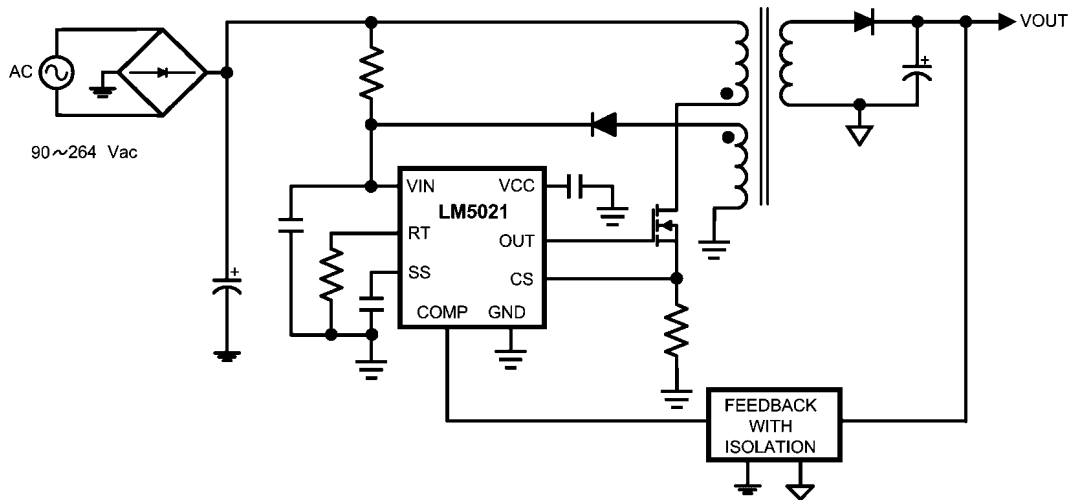 VOUT
AC
90~264 Vac
VIN
VCC
LM5021
RT
OUT
SS
CS
COMP
GND
FEEDBACK
WITH
ISOLATION
+
+